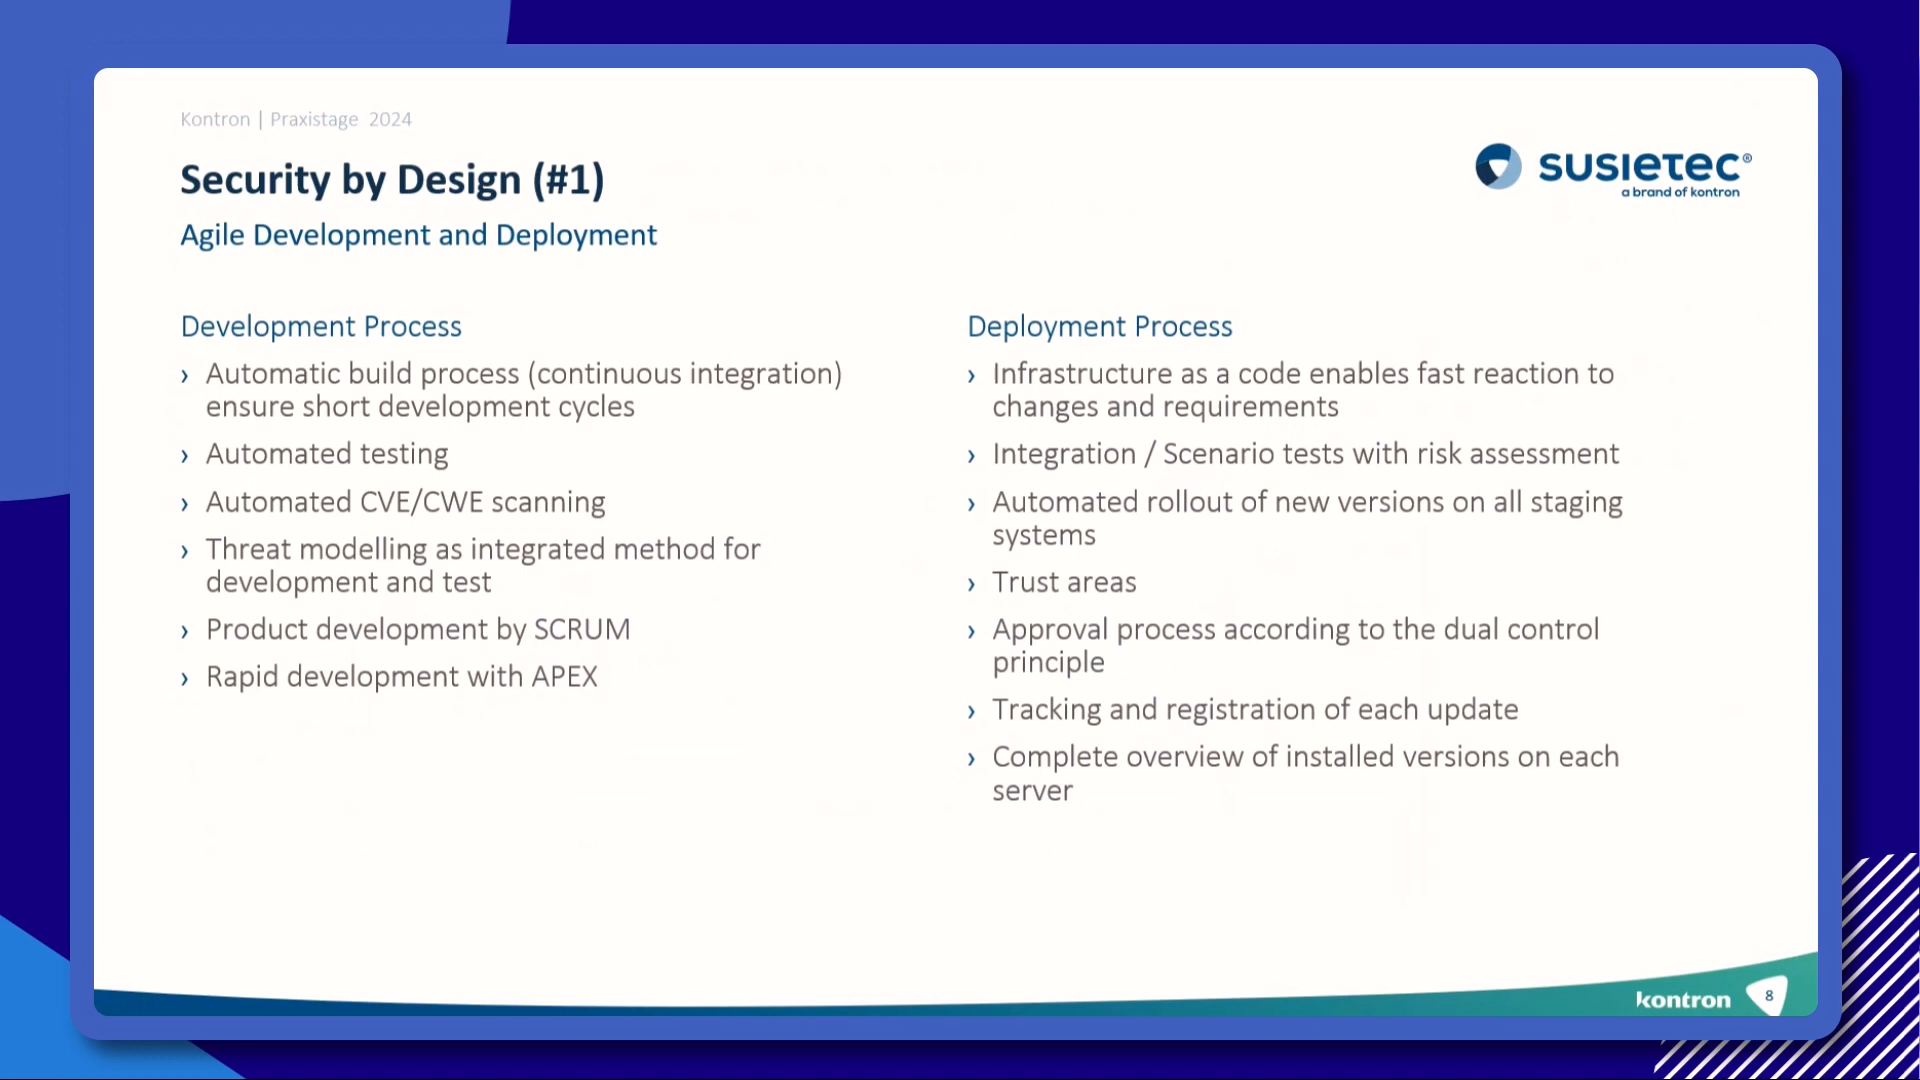 Kontron | Praxistage 2024
Security by Design (#1)
Agile Development and Deployment
susietec®
a brand of kontron
Development Process
› Automatic build process (continuous integration)
ensure short development cycles
› Automated testing
› Automated CVE/CWE scanning
› Threat modelling as integrated method for
development and test
› Product development by SCRUM
› Rapid development with APEX
Deployment Process
› Infrastructure as a code enables fast reaction to
changes and requirements
› Integration / Scenario tests with risk assessment
› Automated rollout of new versions on all staging
systems
› Trust areas
› Approval process according to the dual control
principle
› Tracking and registration of each update
› Complete overview of installed versions on each
server
kontron
8